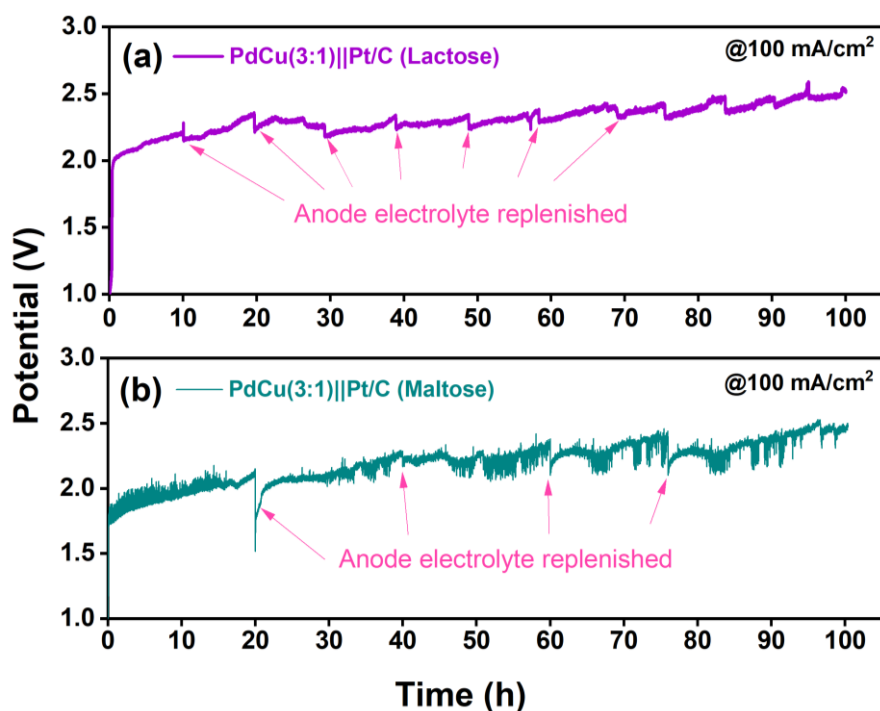 Potential (V)
(a)
PdCu(3:1)||Pt/C (Lactose)
@100 mA/cm²
3.0
2.5
2.0
1.5
1.0
Anode electrolyte replenished
0 10 20 30 40 50 60 70 80 90 100
(b)
PdCu(3:1)||Pt/C (Maltose)
@100 mA/cm²
3.0
2.5
2.0
1.5
1.0
Anode electrolyte replenished
0 10 20 30 40 50 60 70 80 90 100
Time (h)